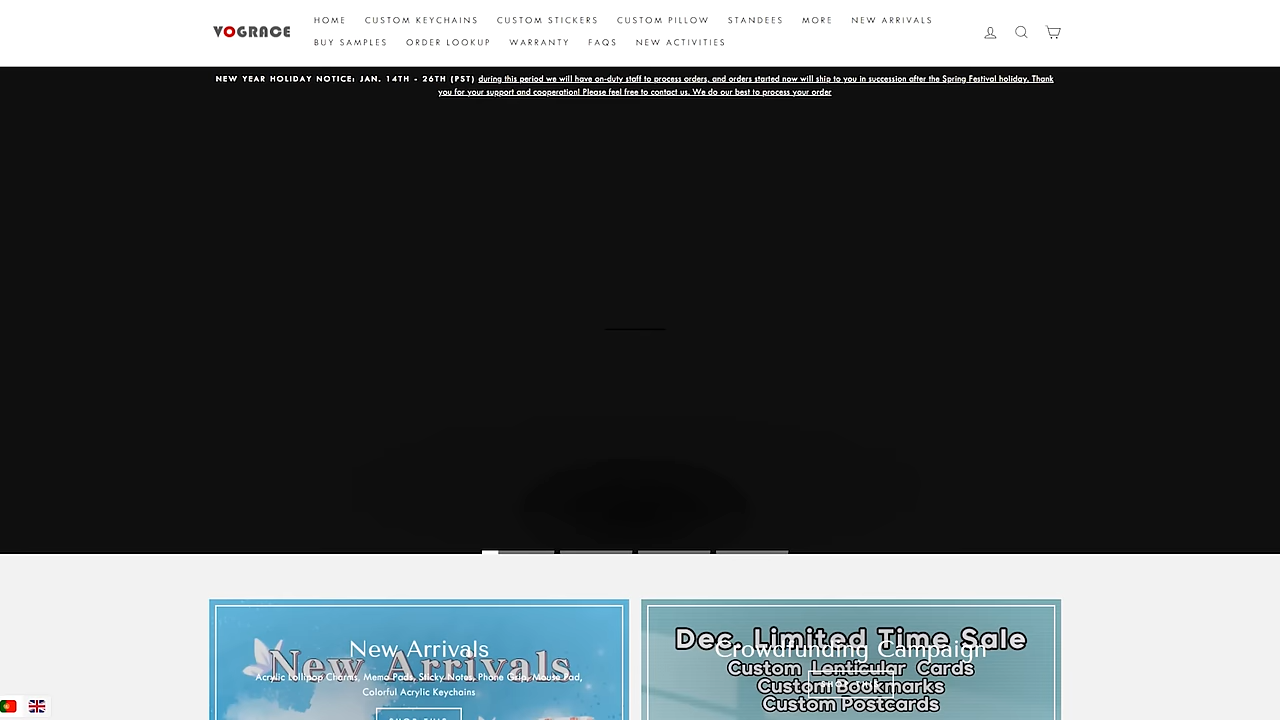 VOGRACE
HOME CUSTOM KEYCHAINS CUSTOM STICKERS CUSTOM PILLOW STANDEES MORE NEW ARRIVALS
BUY SAMPLES ORDER LOOKUP WARRANTY FAQS NEW ACTIVITIES
NEW YEAR HOLIDAY NOTICE: JAN. 14TH - 26TH (PST) during this period we will have on-duty staff to process orders, and orders started now will ship to you in succession after the Spring Festival holiday. Thank
you for your support and cooperation! Please feel free to contact us. We do our best to process your order
New Arrivals
New Arrivals
Acrylic Lollipop Charms, Memo Pads, Sticky Notes, Phone Grip, Mouse Pad,
Colorful Acrylic Keychains
SHOP THIS
Dec. Limited Time Sale
Crowdfunding Campaign
Custom Lenticular Cards
Custom Bookmarks
Custom Postcards